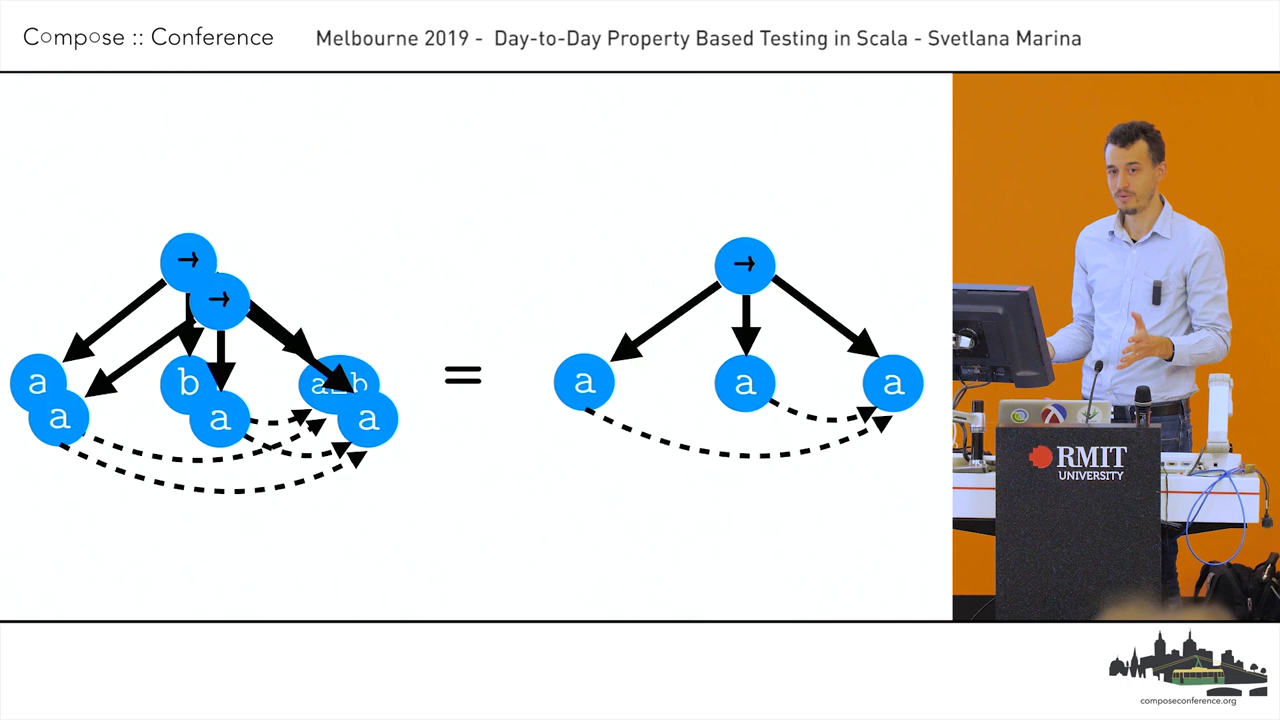 Compose :: Conference
Melbourne 2019 - Day-to-Day Property Based Testing in Scala - Svetlana Marina
→
→
→
a
b
a
a
a
=
a
a
a
RMIT
UNIVERSITY
composeconference.org